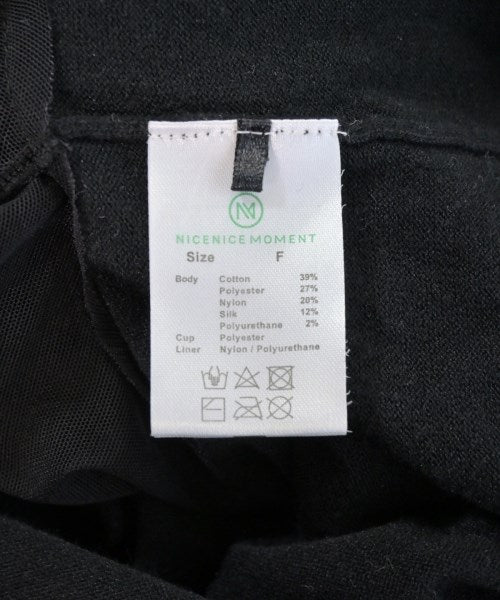 NICENICE MOMENT
Size F
Body Cotton 39%
Polyester 27%
Nylon 20%
Silk 12%
Polyurethane 2%
Cup Polyester
Liner Nylon / Polyurethane